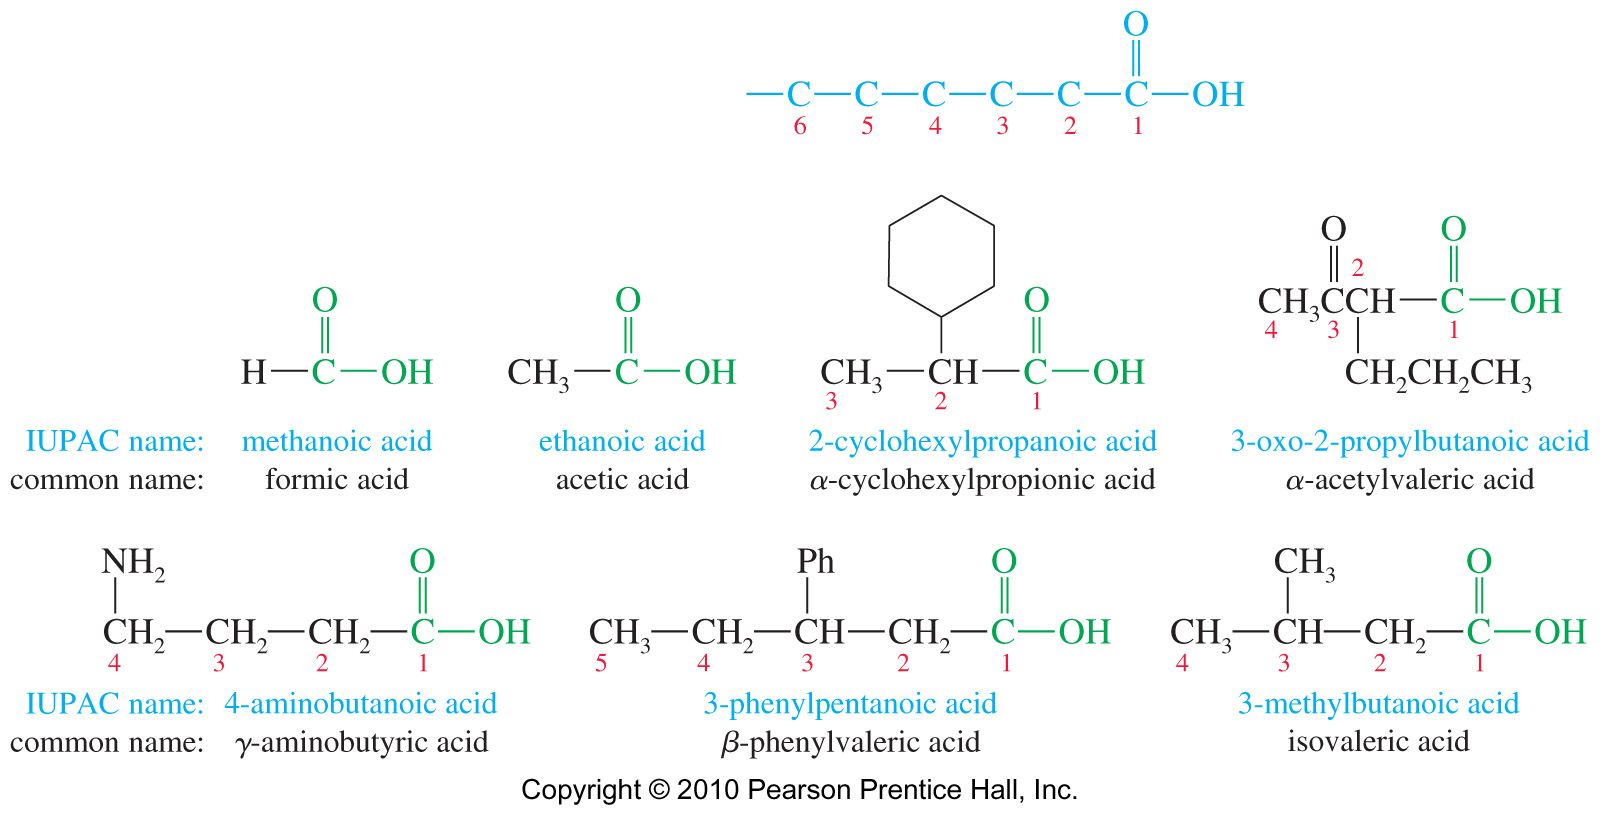 O
C C C C C C OH
6 5 4 3 2 1
O O
O O 2 O
CH₃CCH C OH
4 3 1
H C OH CH₃ C OH CH₃ CH C OH CH₂CH₂CH₃
3 2 1
IUPAC name: methanoic acid ethanoic acid 2-cyclohexylpropanoic acid 3-oxo-2-propylbutanoic acid
common name: formic acid acetic acid α-cyclohexylpropionic acid α-acetylvaleric acid
NH₂ O Ph O CH₃ O
CH₂ CH₂ CH₂ C OH CH₃ CH₂ CH CH₂ C OH CH₃ CH CH₂ C OH
4 3 2 1 5 4 3 2 1 4 3 2 1
IUPAC name: 4-aminobutanoic acid 3-phenylpentanoic acid 3-methylbutanoic acid
common name: γ-aminobutyric acid β-phenylvaleric acid isovaleric acid
Copyright © 2010 Pearson Prentice Hall, Inc.